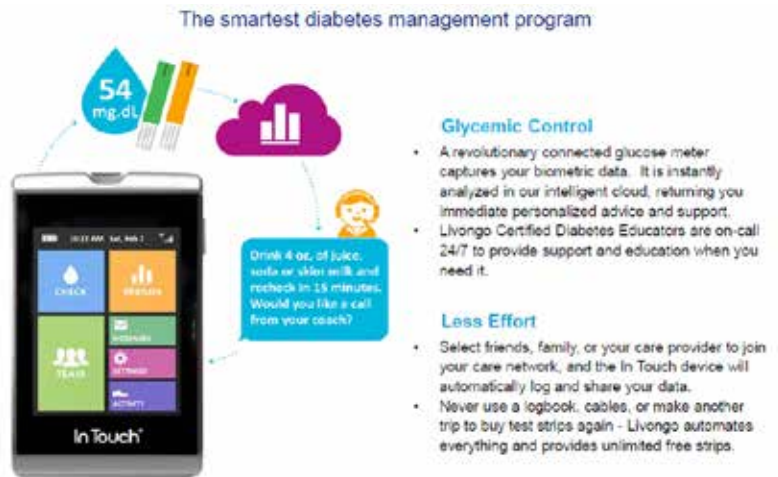 The smartest diabetes management program
54
mg.dL
Glycemic Control
• A revolutionary connected glucose meter
captures your biometric data. It is instantly
analyzed in our intelligent cloud, returning you
immediate personalized advice and support.
• Livongo Certified Diabetes Educators are on-call
24/7 to provide support and education when you
need it.
Drink 4 oz. of juice,
soda or skim milk and
recheck in 15 minutes.
Would you like a call
from your coach?
Less Effort
• Select friends, family, or your care provider to join
your care network, and the In Touch device will
automatically log and share your data.
• Never use a logbook, cables, or make another
trip to buy test strips again - Livongo automates
everything and provides unlimited free strips.
AM Sat, Feb
CHECK
TEAM
MESSAGES
SETTINGS
ACTIVITY
In Touch